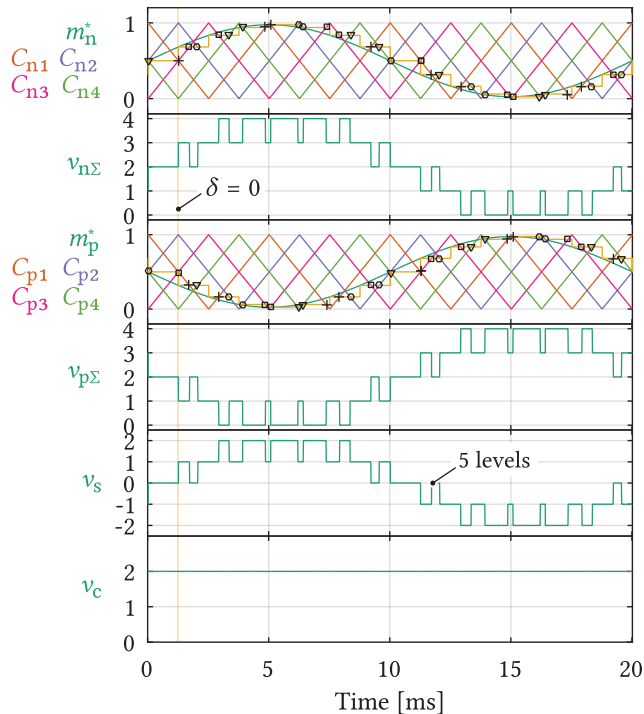 m*n
1
Cn1 Cn2
Cn3 Cn4
0
4
3
vnΣ
2
δ = 0
1
0
m*p
1
Cp1 Cp2
Cp3 Cp4
0
4
3
vpΣ
2
1
0
2
5 levels
1
vs
0
-1
-2
2
vc
1
0
0 5 10 15 20
Time [ms]